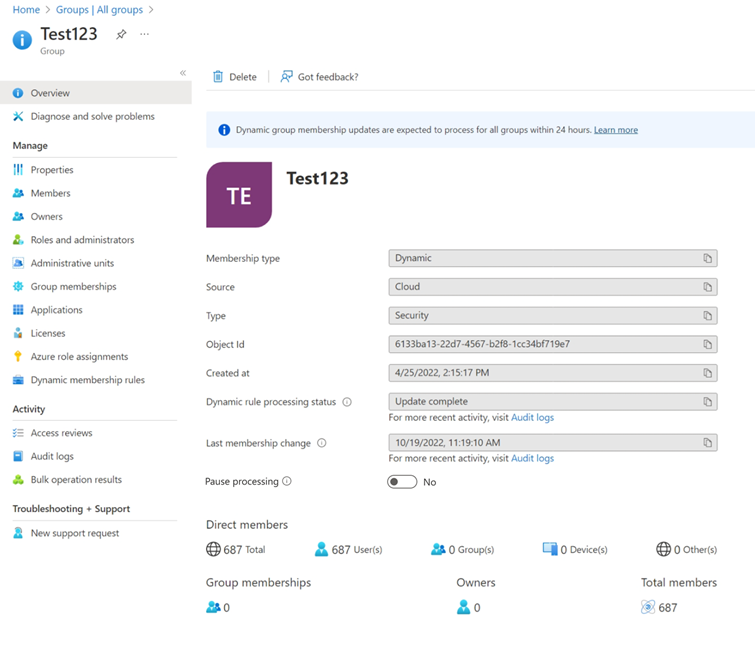 Home > Groups | All groups >
Test123
...
Group
«
Overview
Diagnose and solve problems
Manage
Properties
Members
Owners
Roles and administrators
Administrative units
Group memberships
Applications
Licenses
Azure role assignments
Dynamic membership rules
Activity
Access reviews
Audit logs
Bulk operation results
Troubleshooting + Support
New support request
Delete
Got feedback?
Dynamic group membership updates are expected to process for all groups within 24 hours. Learn more
TE
Test123
Membership type Dynamic
Source Cloud
Type Security
Object Id 6133ba13-22d7-4567-b2f8-1cc34bf719e7
Created at 4/25/2022, 2:15:17 PM
Dynamic rule processing status Update complete
For more recent activity, visit Audit logs
Last membership change 10/19/2022, 11:19:10 AM
For more recent activity, visit Audit logs
Pause processing No
Direct members
687 Total 687 User(s) 0 Group(s) 0 Device(s) 0 Other(s)
Group memberships Owners Total members
0 0 687